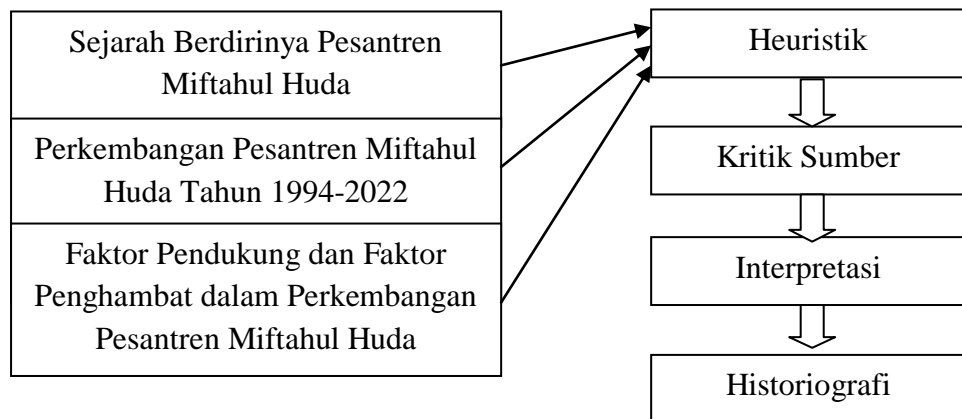 Sejarah Berdirinya Pesantren
Miftahul Huda
Perkembangan Pesantren Miftahul
Huda Tahun 1994-2022
Faktor Pendukung dan Faktor
Penghambat dalam Perkembangan
Pesantren Miftahul Huda
Heuristik
Kritik Sumber
Interpretasi
Historiografi